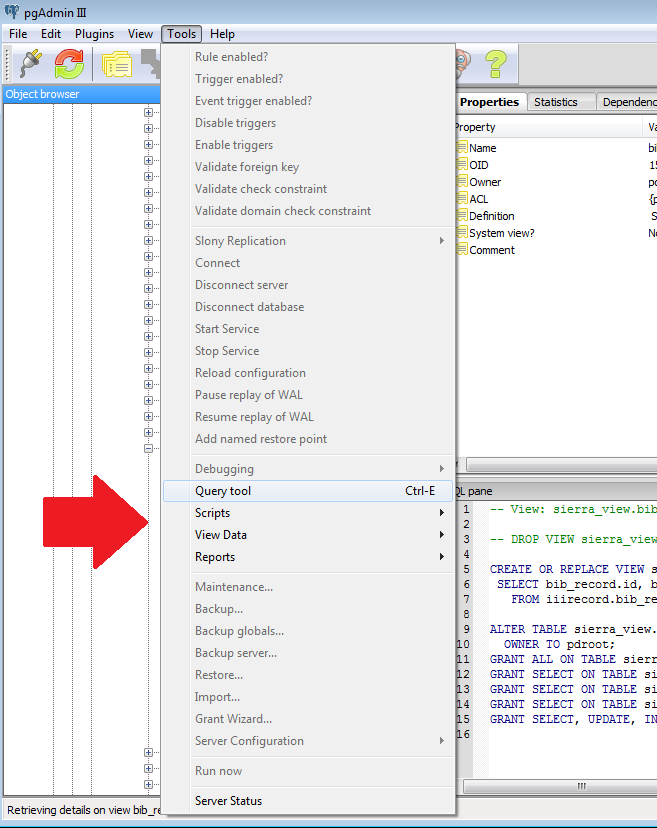 pgAdmin III
File Edit Plugins View Tools Help
Object browser
Rule enabled?
Trigger enabled?
Event trigger enabled?
Disable triggers
Enable triggers
Validate foreign key
Validate check constraint
Validate domain check constraint
Slony Replication
Connect
Disconnect server
Disconnect database
Start Service
Stop Service
Reload configuration
Pause replay of WAL
Resume replay of WAL
Add named restore point
Debugging
Query tool Ctrl-E
Scripts
View Data
Reports
Maintenance...
Backup...
Backup globals...
Backup server...
Restore...
Import...
Grant Wizard...
Server Configuration
Run now
Server Status
Properties Statistics Dependenc
Property Va
Name bi
OID 15
Owner po
ACL {p
Definition S
System view? No
Comment
QL pane
1 -- View: sierra_view.bib
2
3 -- DROP VIEW sierra_view
4
5 CREATE OR REPLACE VIEW s
6 SELECT bib_record.id, b
7 FROM iiirecord.bib_re
8
9 ALTER TABLE sierra_view.
10 OWNER TO pdroot;
11 GRANT ALL ON TABLE sierr
12 GRANT SELECT ON TABLE si
13 GRANT SELECT ON TABLE si
14 GRANT SELECT ON TABLE si
15 GRANT SELECT, UPDATE, IN
16
Retrieving details on view bib_re